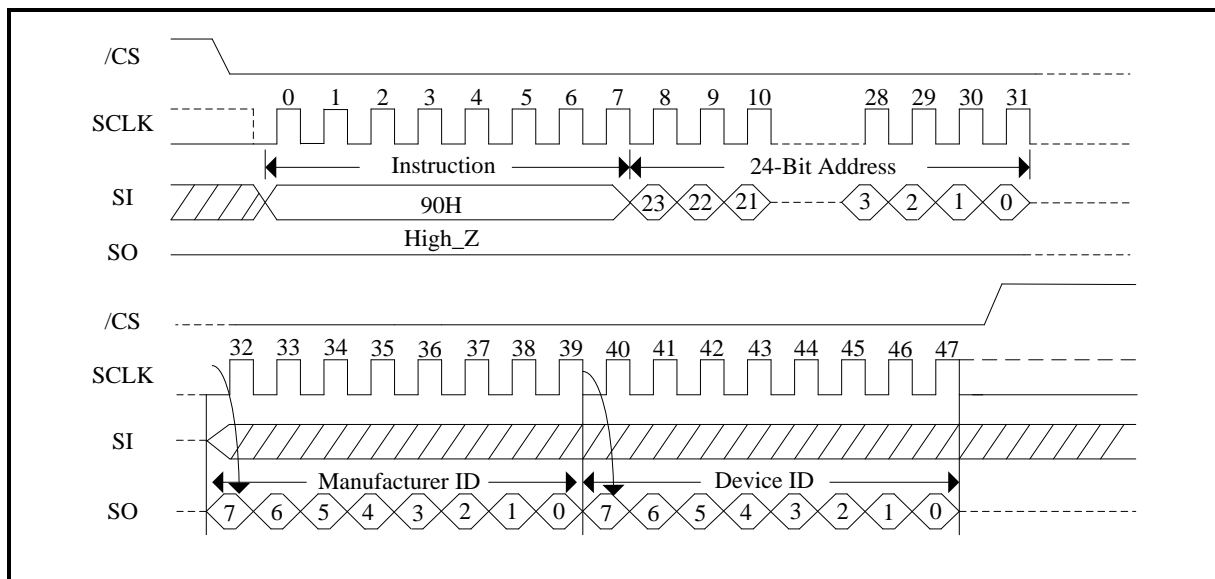 /CS
0 1 2 3 4 5 6 7 8 9 10 28 29 30 31
SCLK
Instruction 24-Bit Address
SI 90H 23 22 21 3 2 1 0
High_Z
SO
/CS
32 33 34 35 36 37 38 39 40 41 42 43 44 45 46 47
SCLK
SI
Manufacturer ID Device ID
SO 7 6 5 4 3 2 1 0 7 6 5 4 3 2 1 0